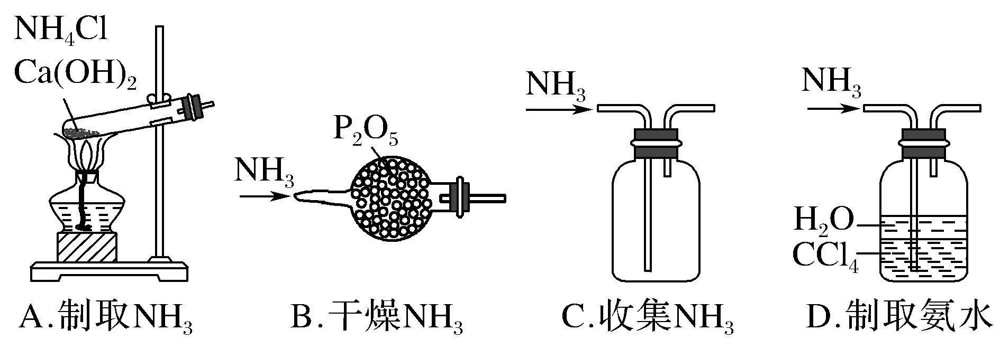 NH₄Cl
Ca(OH)₂
P₂O₅
NH₃
NH₃
NH₃
H₂O
CCl₄
A.制取NH₃
B.干燥NH₃
C.收集NH₃
D.制取氨水